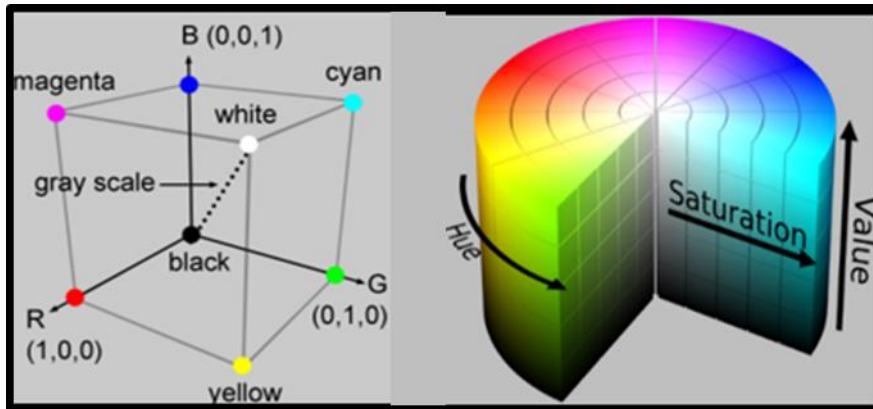 B (0,0,1)
magenta
cyan
white
gray scale
black
R
(1,0,0)
G
(0,1,0)
yellow
Hue
Saturation
Value